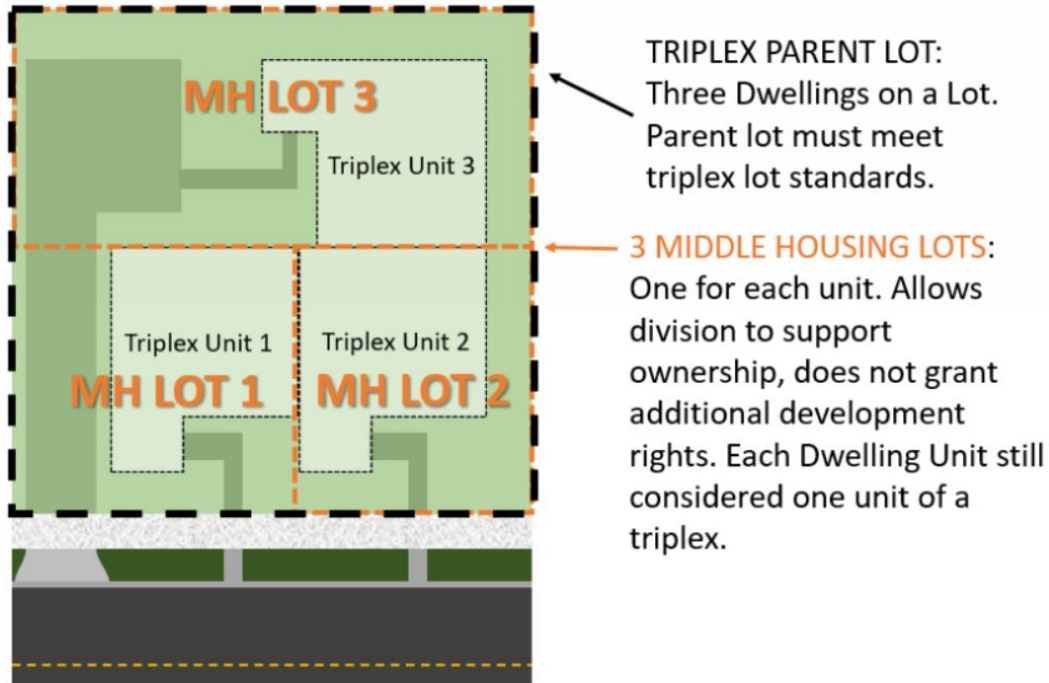 MH LOT 3
Triplex Unit 3
Triplex Unit 1
Triplex Unit 2
MH LOT 1
MH LOT 2
TRIPLEX PARENT LOT:
Three Dwellings on a Lot.
Parent lot must meet
triplex lot standards.
3 MIDDLE HOUSING LOTS:
One for each unit. Allows
division to support
ownership, does not grant
additional development
rights. Each Dwelling Unit still
considered one unit of a
triplex.